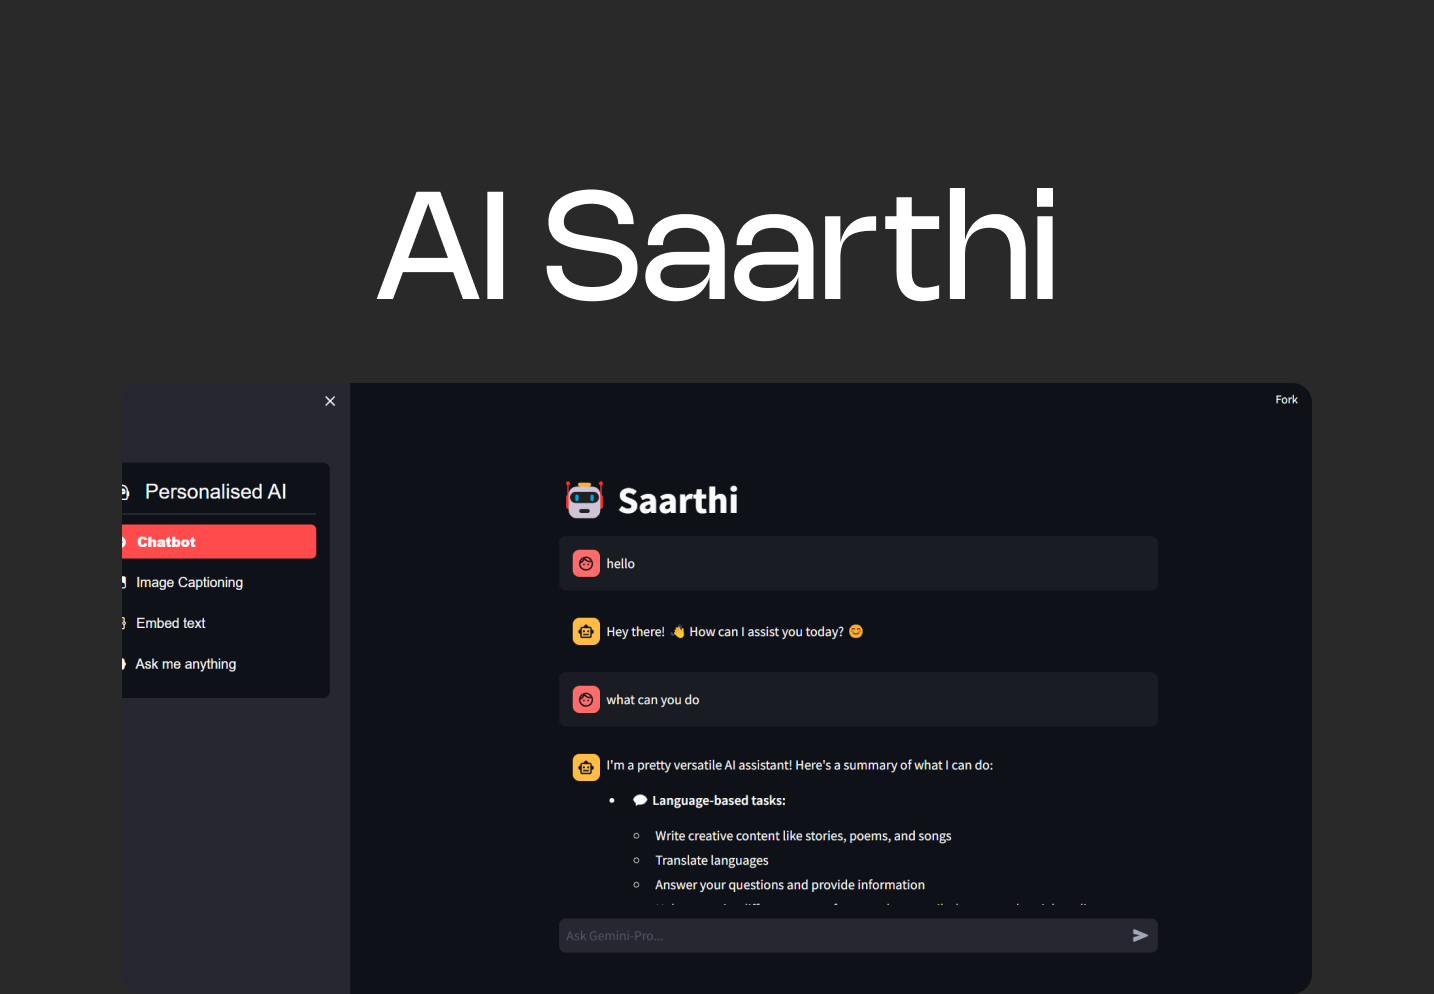 AI Saarthi
Fork
Personalised AI
Chatbot
Image Captioning
Embed text
Ask me anything
Saarthi
hello
Hey there! 👋 How can I assist you today? 😊
what can you do
I'm a pretty versatile AI assistant! Here's a summary of what I can do:
• 💬 Language-based tasks:
○ Write creative content like stories, poems, and songs
○ Translate languages
○ Answer your questions and provide information
Ask Gemini-Pro...